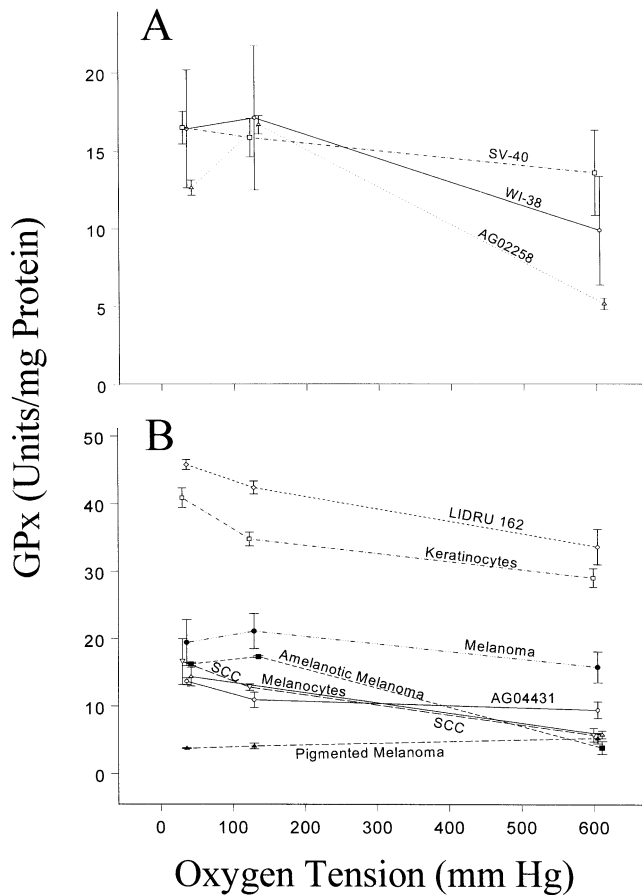 A
20
15
10
5
0
SV-40
WI-38
AG02258
GPx (Units/mg Protein)
B
50
40
30
20
10
0
LIDRU 162
Keratinocytes
Melanoma
Amelanotic Melanoma
SCC
Melanocytes
AG04431
SCC
Pigmented Melanoma
0 100 200 300 400 500 600
Oxygen Tension (mm Hg)